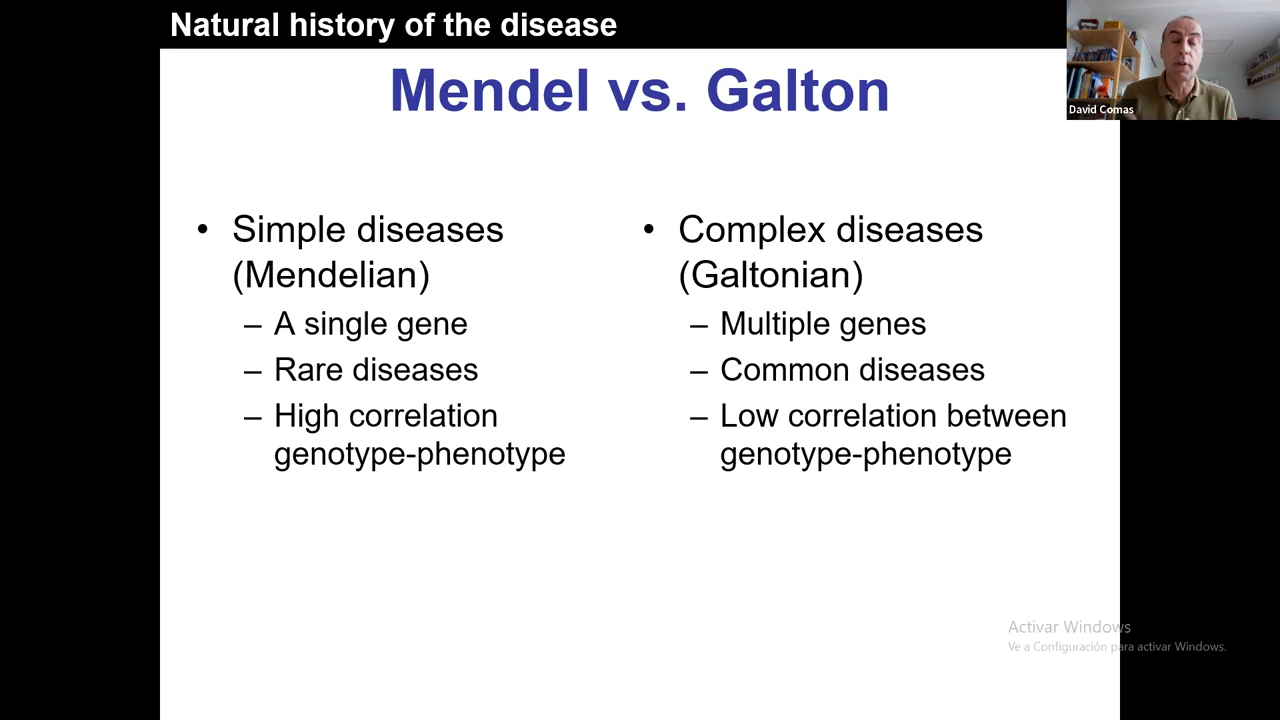 Natural history of the disease
Mendel vs. Galton
David Comas
• Simple diseases
(Mendelian)
– A single gene
– Rare diseases
– High correlation
genotype-phenotype
• Complex diseases
(Galtonian)
– Multiple genes
– Common diseases
– Low correlation between
genotype-phenotype
Activar Windows
Ve a Configuración para activar Windows.